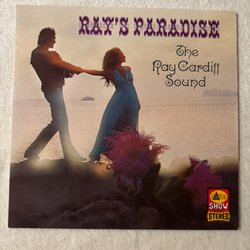 RAY'S PARADISE
The
Ray Cardiff
Sound
SHOW
STEREO